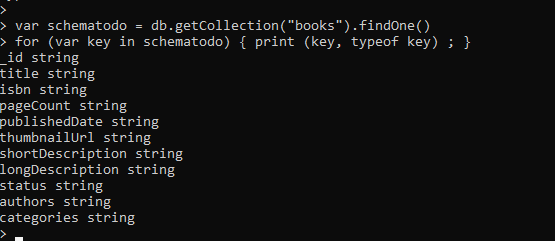 >
> var schematodo = db.getCollection("books").findOne()
> for (var key in schematodo) { print (key, typeof key) ; }
_id string
title string
isbn string
pageCount string
publishedDate string
thumbnailUrl string
shortDescription string
longDescription string
status string
authors string
categories string
>